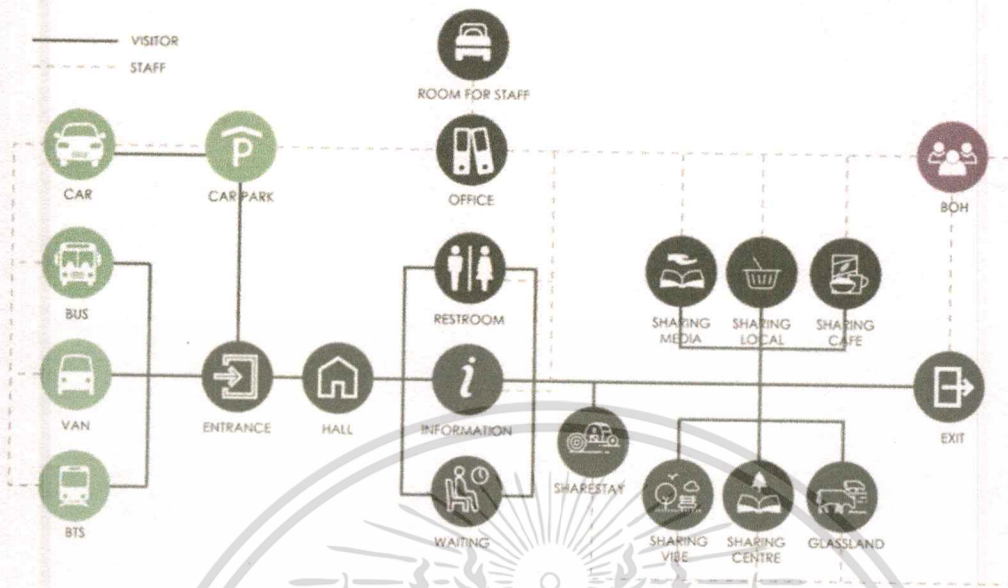 VISITOR
STAFF
ROOM FOR STAFF
P
CAR
CAR PARK
OFFICE
BOH
BUS
RESTROOM
SHARING
MEDIA
SHARING
LOCAL
SHARING
CAFE
i
VAN
ENTRANCE
HALL
INFORMATION
EXIT
SHARESTAY
BTS
WAITING
SHARING
VIBE
SHARING
CENTRE
GLASSLAND